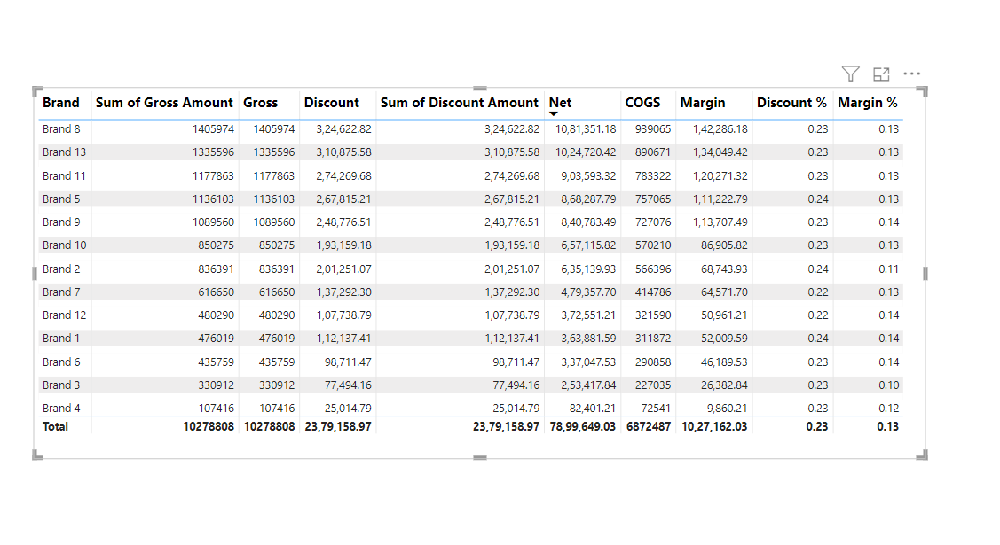 Brand Sum of Gross Amount Gross Discount Sum of Discount Amount Net COGS Margin Discount % Margin %
Brand 8 1405974 1405974 3,24,622.82 3,24,622.82 10,81,351.18 939065 1,42,286.18 0.23 0.13
Brand 13 1335596 1335596 3,10,875.58 3,10,875.58 10,24,720.42 890671 1,34,049.42 0.23 0.13
Brand 11 1177863 1177863 2,74,269.68 2,74,269.68 9,03,593.32 783322 1,20,271.32 0.23 0.13
Brand 5 1136103 1136103 2,67,815.21 2,67,815.21 8,68,287.79 757065 1,11,222.79 0.24 0.13
Brand 9 1089560 1089560 2,48,776.51 2,48,776.51 8,40,783.49 727076 1,13,707.49 0.23 0.14
Brand 10 850275 850275 1,93,159.18 1,93,159.18 6,57,115.82 570210 86,905.82 0.23 0.13
Brand 2 836391 836391 2,01,251.07 2,01,251.07 6,35,139.93 566396 68,743.93 0.24 0.11
Brand 7 616650 616650 1,37,292.30 1,37,292.30 4,79,357.70 414786 64,571.70 0.22 0.13
Brand 12 480290 480290 1,07,738.79 1,07,738.79 3,72,551.21 321590 50,961.21 0.22 0.14
Brand 1 476019 476019 1,12,137.41 1,12,137.41 3,63,881.59 311872 52,009.59 0.24 0.14
Brand 6 435759 435759 98,711.47 98,711.47 3,37,047.53 290858 46,189.53 0.23 0.14
Brand 3 330912 330912 77,494.16 77,494.16 2,53,417.84 227035 26,382.84 0.23 0.10
Brand 4 107416 107416 25,014.79 25,014.79 82,401.21 72541 9,860.21 0.23 0.12
Total 10278808 10278808 23,79,158.97 23,79,158.97 78,99,649.03 6872487 10,27,162.03 0.23 0.13